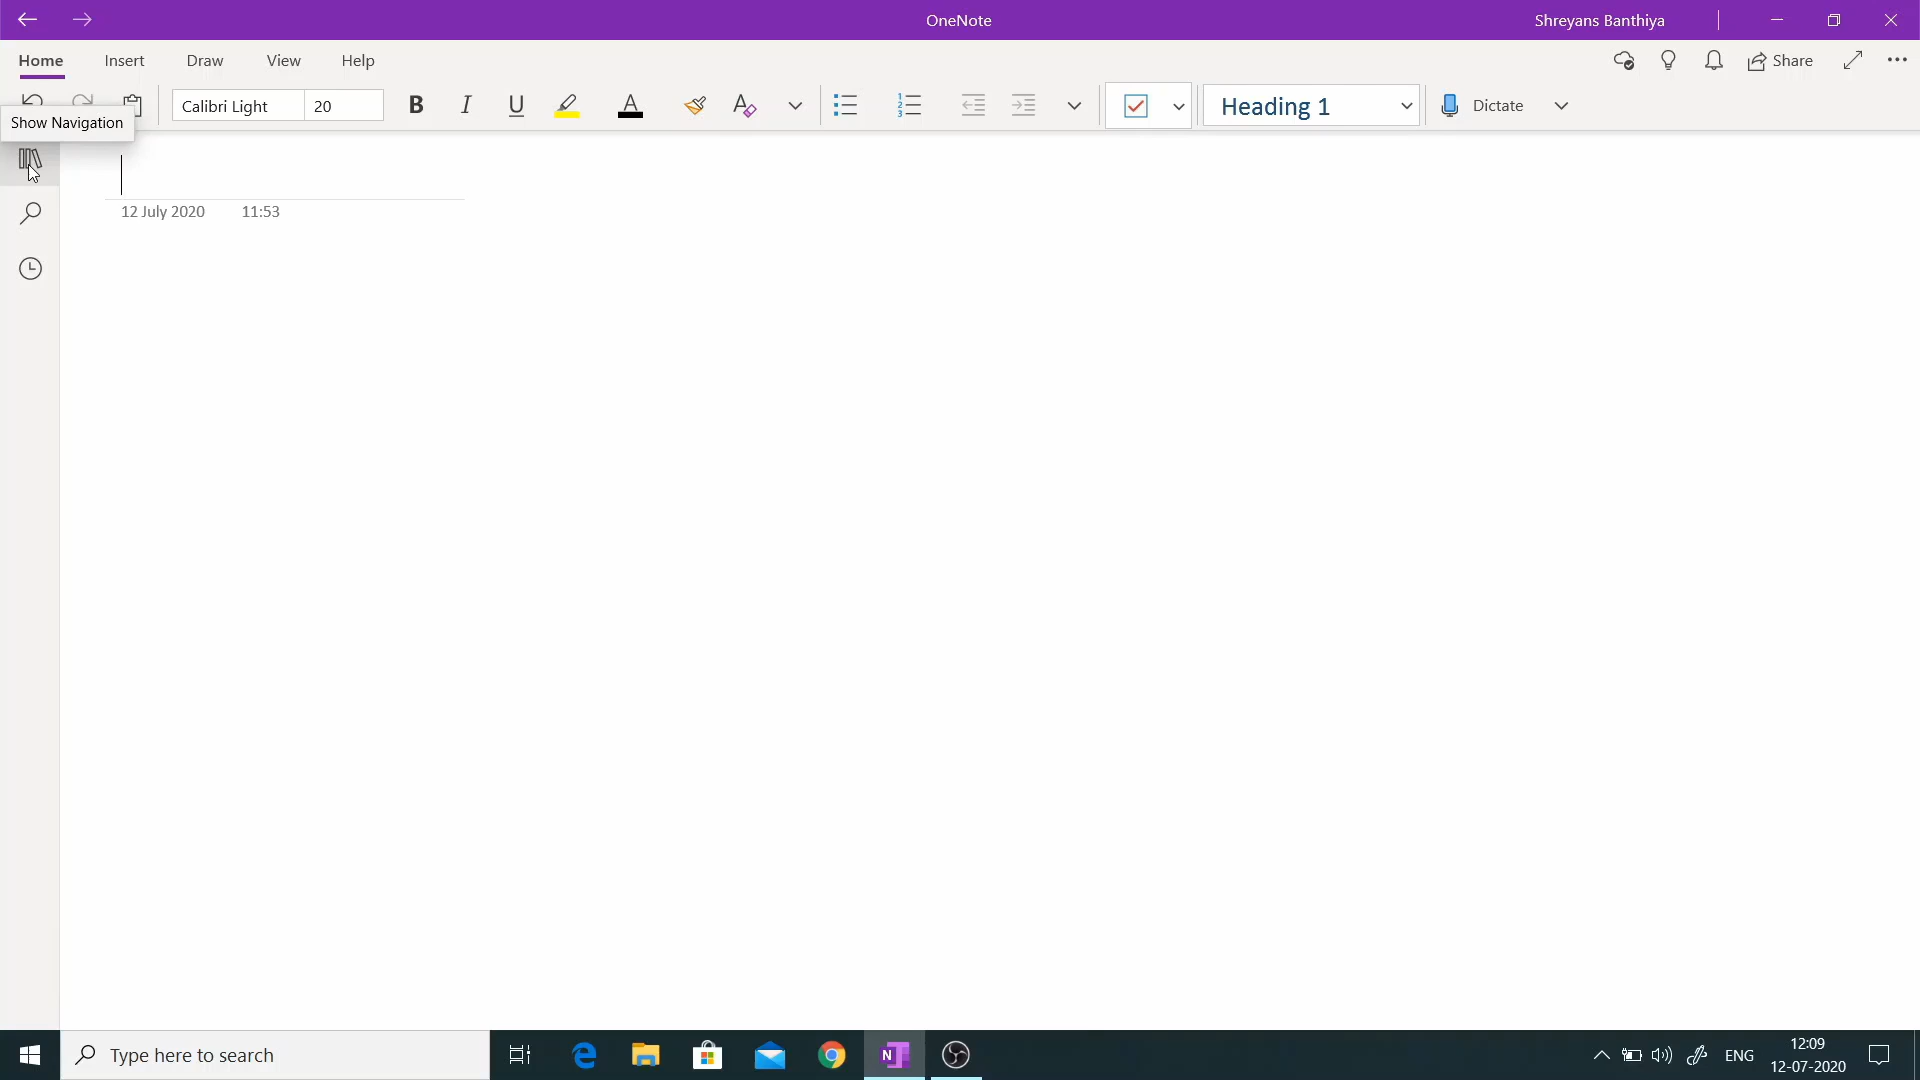 OneNote
Shreyans Banthiya
Home Insert Draw View Help
Share
Calibri Light 20
Heading 1
Dictate
Show Navigation
12 July 2020 11:53
Type here to search
ENG
12:09
12-07-2020